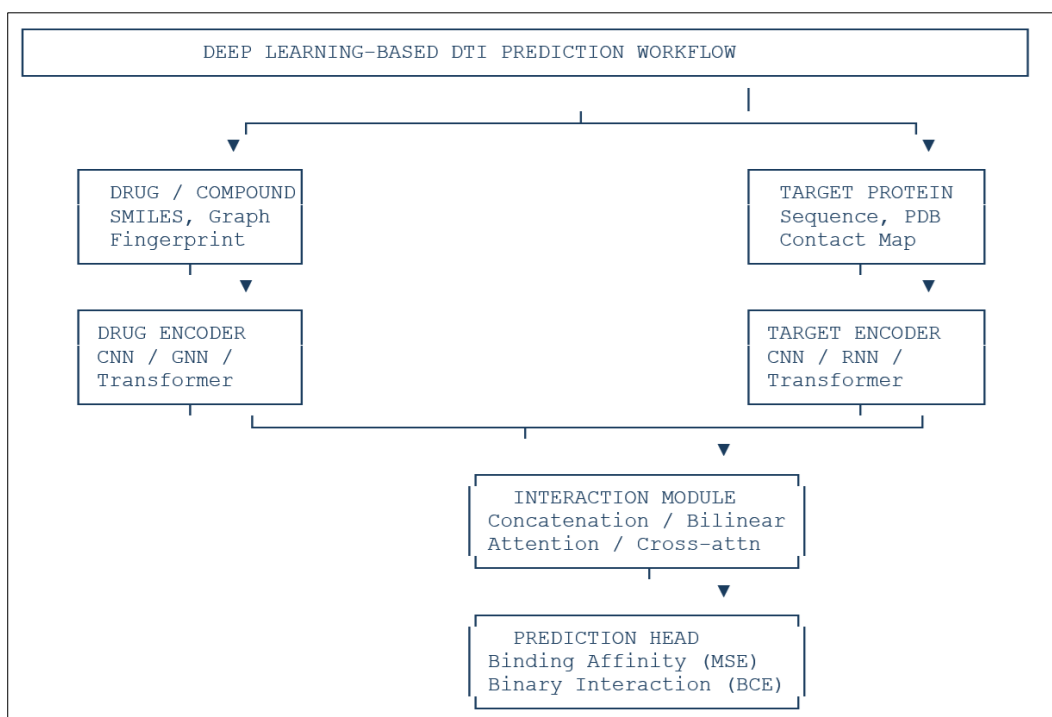 DEEP LEARNING-BASED DTI PREDICTION WORKFLOW
DRUG / COMPOUND
SMILES, Graph
Fingerprint
TARGET PROTEIN
Sequence, PDB
Contact Map
DRUG ENCODER
CNN / GNN /
Transformer
TARGET ENCODER
CNN / RNN /
Transformer
INTERACTION MODULE
Concatenation / Bilinear
Attention / Cross-attn
PREDICTION HEAD
Binding Affinity (MSE)
Binary Interaction (BCE)